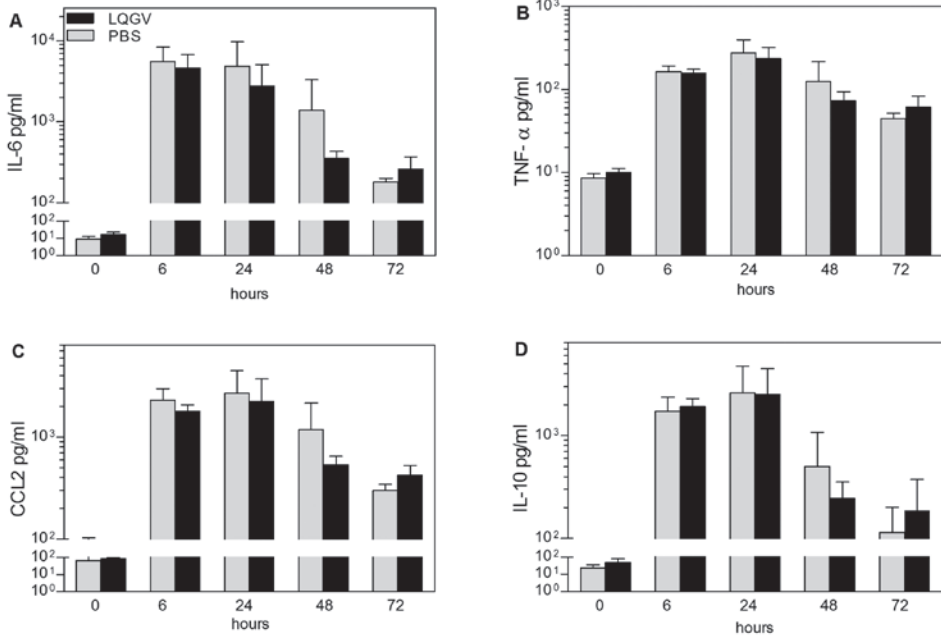 A
LQGV
PBS
IL-6 pg/ml
10⁴
10³
10²
10²
10¹
10⁰
0 6 24 48 72
hours
B
TNF- α pg/ml
10³
10²
10¹
10⁰
0 6 24 48 72
hours
C
CCL2 pg/ml
10³
10²
10²
10¹
10⁰
0 6 24 48 72
hours
D
IL-10 pg/ml
10³
10²
10²
10¹
10⁰
0 6 24 48 72
hours